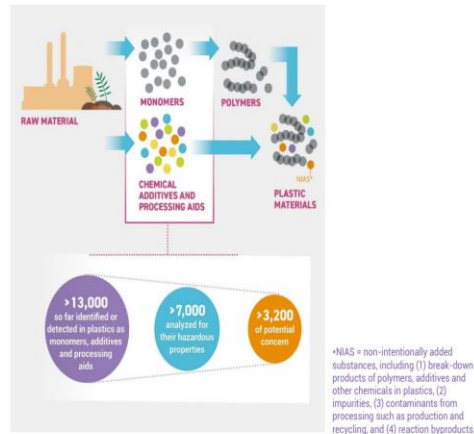 MONOMERS
POLYMERS
RAW MATERIAL
CHEMICAL
ADDITIVES AND
PROCESSING AIDS
NIAS*
PLASTIC
MATERIALS
>13,000
so far identified or
detected in plastics as
monomers, additives
and processing
aids
>7,000
analyzed for
their hazardous
properties
>3,200
of potential
concern
*NIAS = non-intentionally added
substances, including (1) break-down
products of polymers, additives and
other chemicals in plastics, (2)
impurities, (3) contaminants from
processing such as production and
recycling, and (4) reaction byproducts